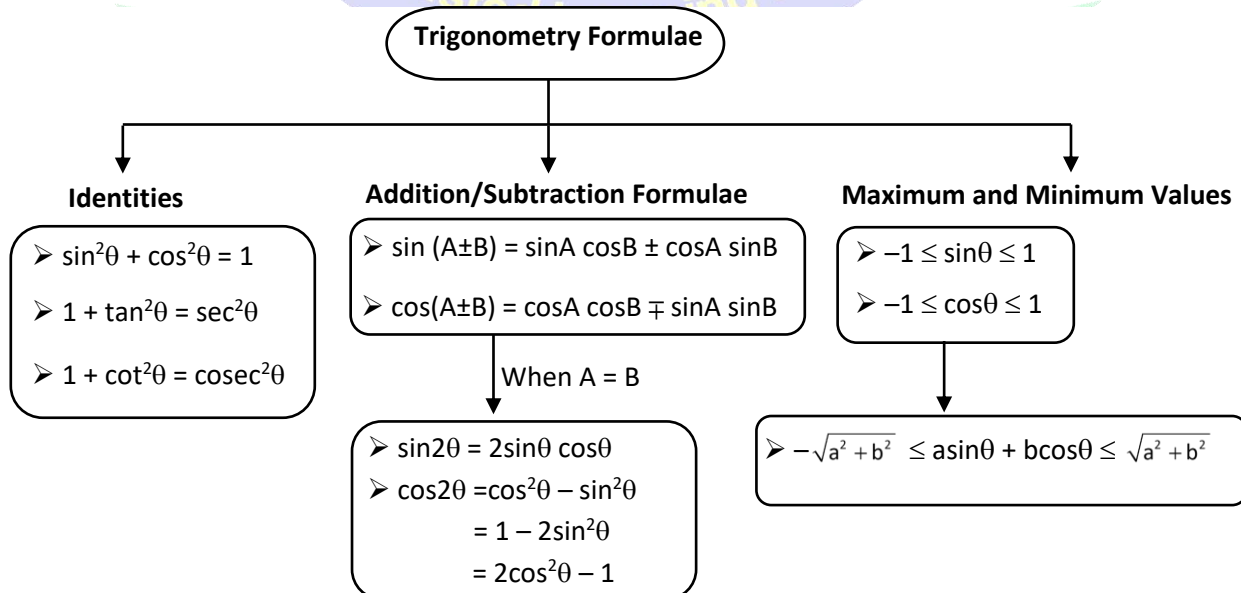 Trigonometry Formulae
Identities
➢ sin²θ + cos²θ = 1
➢ 1 + tan²θ = sec²θ
➢ 1 + cot²θ = cosec²θ
Addition/Subtraction Formulae
➢ sin (A±B) = sinA cosB ± cosA sinB
➢ cos(A±B) = cosA cosB ∓ sinA sinB
When A = B
➢ sin2θ = 2sinθ cosθ
➢ cos2θ =cos²θ – sin²θ
= 1 – 2sin²θ
= 2cos²θ – 1
Maximum and Minimum Values
➢ –1 ≤ sinθ ≤ 1
➢ –1 ≤ cosθ ≤ 1
➢ –√(a² + b²) ≤ asinθ + bcosθ ≤ √(a² + b²)